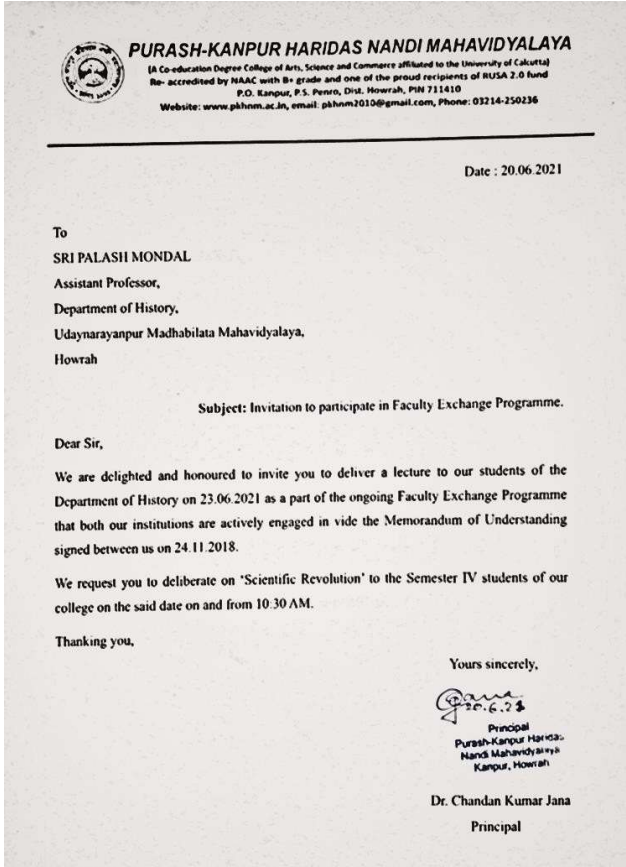 PURASH-KANPUR HARIDAS NANDI MAHAVIDYALAYA
(A Co-education Degree College of Arts, Science and Commerce affiliated to the University of Calcutta)
Re- accredited by NAAC with B+ grade and one of the proud recipients of RUSA 2.0 fund
P.O. Kanpur, P.S. Penro, Dist. Howrah, PIN 711410
Website: www.pkhnm.ac.in, email: pkhnm2010@gmail.com, Phone: 03214-250236
Date : 20.06.2021
To
SRI PALASH MONDAL
Assistant Professor,
Department of History,
Udaynarayanpur Madhabilata Mahavidyalaya,
Howrah
Subject: Invitation to participate in Faculty Exchange Programme.
Dear Sir,
We are delighted and honoured to invite you to deliver a lecture to our students of the
Department of History on 23.06.2021 as a part of the ongoing Faculty Exchange Programme
that both our institutions are actively engaged in vide the Memorandum of Understanding
signed between us on 24.11.2018.
We request you to deliberate on 'Scientific Revolution' to the Semester IV students of our
college on the said date on and from 10:30 AM.
Thanking you,
Yours sincerely,
20.6.21
Principal
Purash-Kanpur Haridas
Nandi Mahavidyalaya
Kanpur, Howrah
Dr. Chandan Kumar Jana
Principal